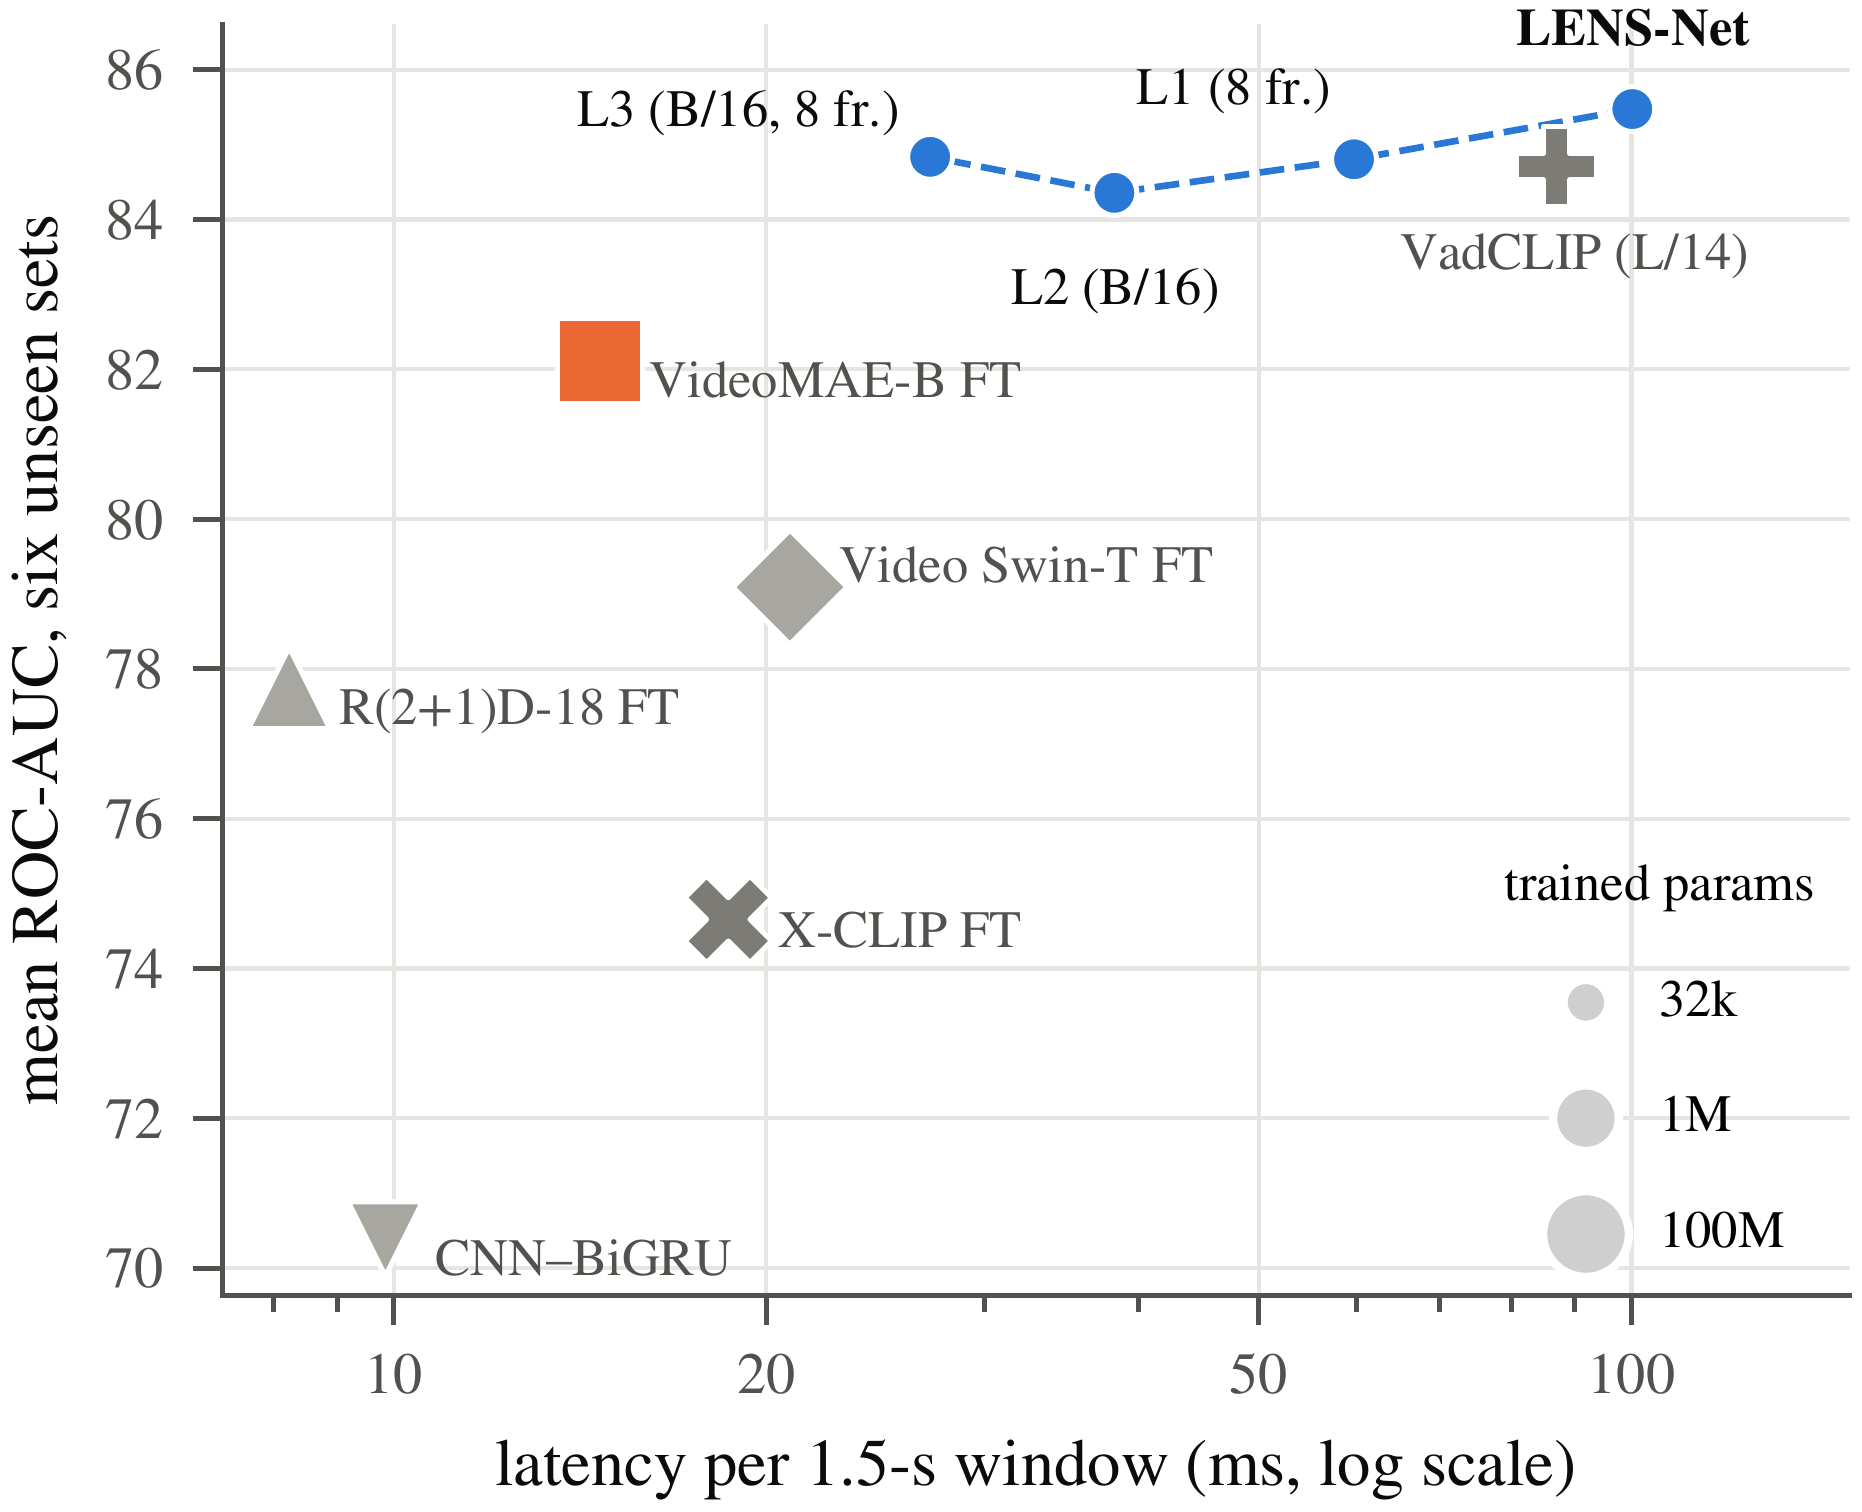 LENS-Net
86
L1 (8 fr.)
L3 (B/16, 8 fr.)
84
VadCLIP (L/14)
L2 (B/16)
82
VideoMAE-B FT
80
Video Swin-T FT
78
R(2+1)D-18 FT
76
trained params
X-CLIP FT
74
32k
72
1M
100M
CNN–BiGRU
70
mean ROC-AUC, six unseen sets
10
20
50
100
latency per 1.5-s window (ms, log scale)